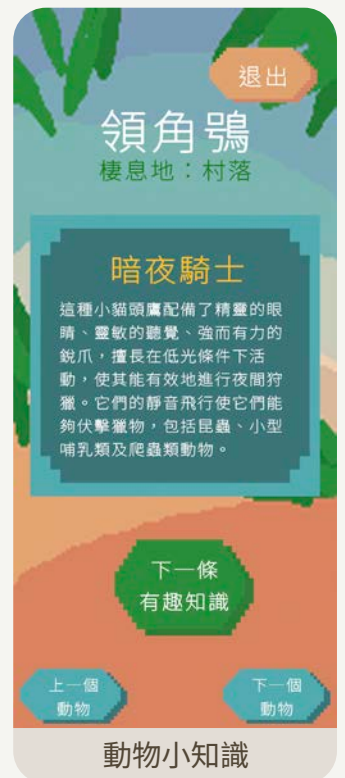 退出
領角鴞
棲息地：村落
暗夜騎士
這種小貓頭鷹配備了精靈的眼
睛、靈敏的聽覺、強而有力的
銳爪，擅長在低光條件下活
動，使其能有效地進行夜間狩
獵。它們的靜音飛行使它們能
夠伏擊獵物，包括昆蟲、小型
哺乳類及爬蟲類動物。
下一條
有趣知識
上一個
動物
下一個
動物
動物小知識